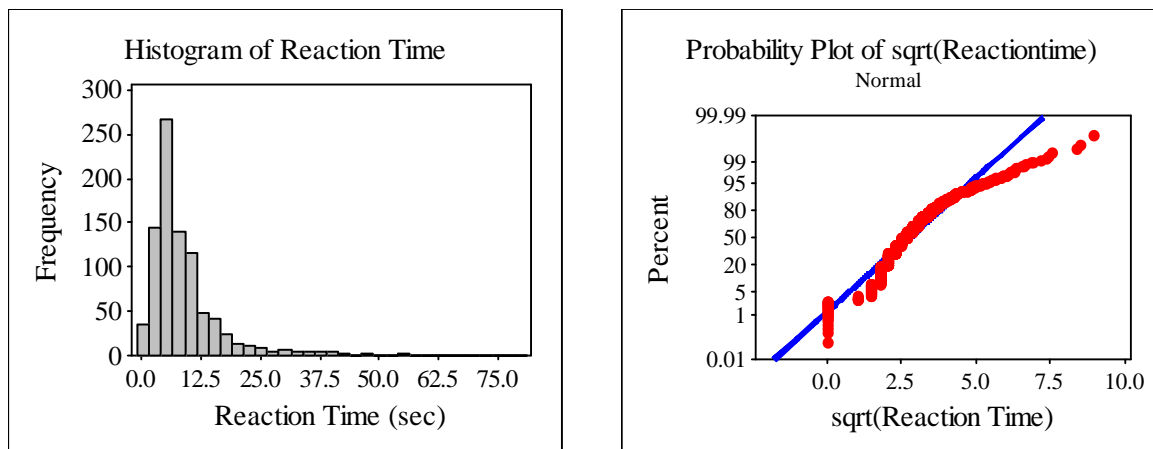 Histogram of Reaction Time
300
250
200
150
100
50
0
Frequency
0.0 12.5 25.0 37.5 50.0 62.5 75.0
Reaction Time (sec)
Probability Plot of sqrt(Reactiontime)
Normal
99.99
99
95
80
50
20
5
1
0.01
Percent
0.0 2.5 5.0 7.5 10.0
sqrt(Reaction Time)